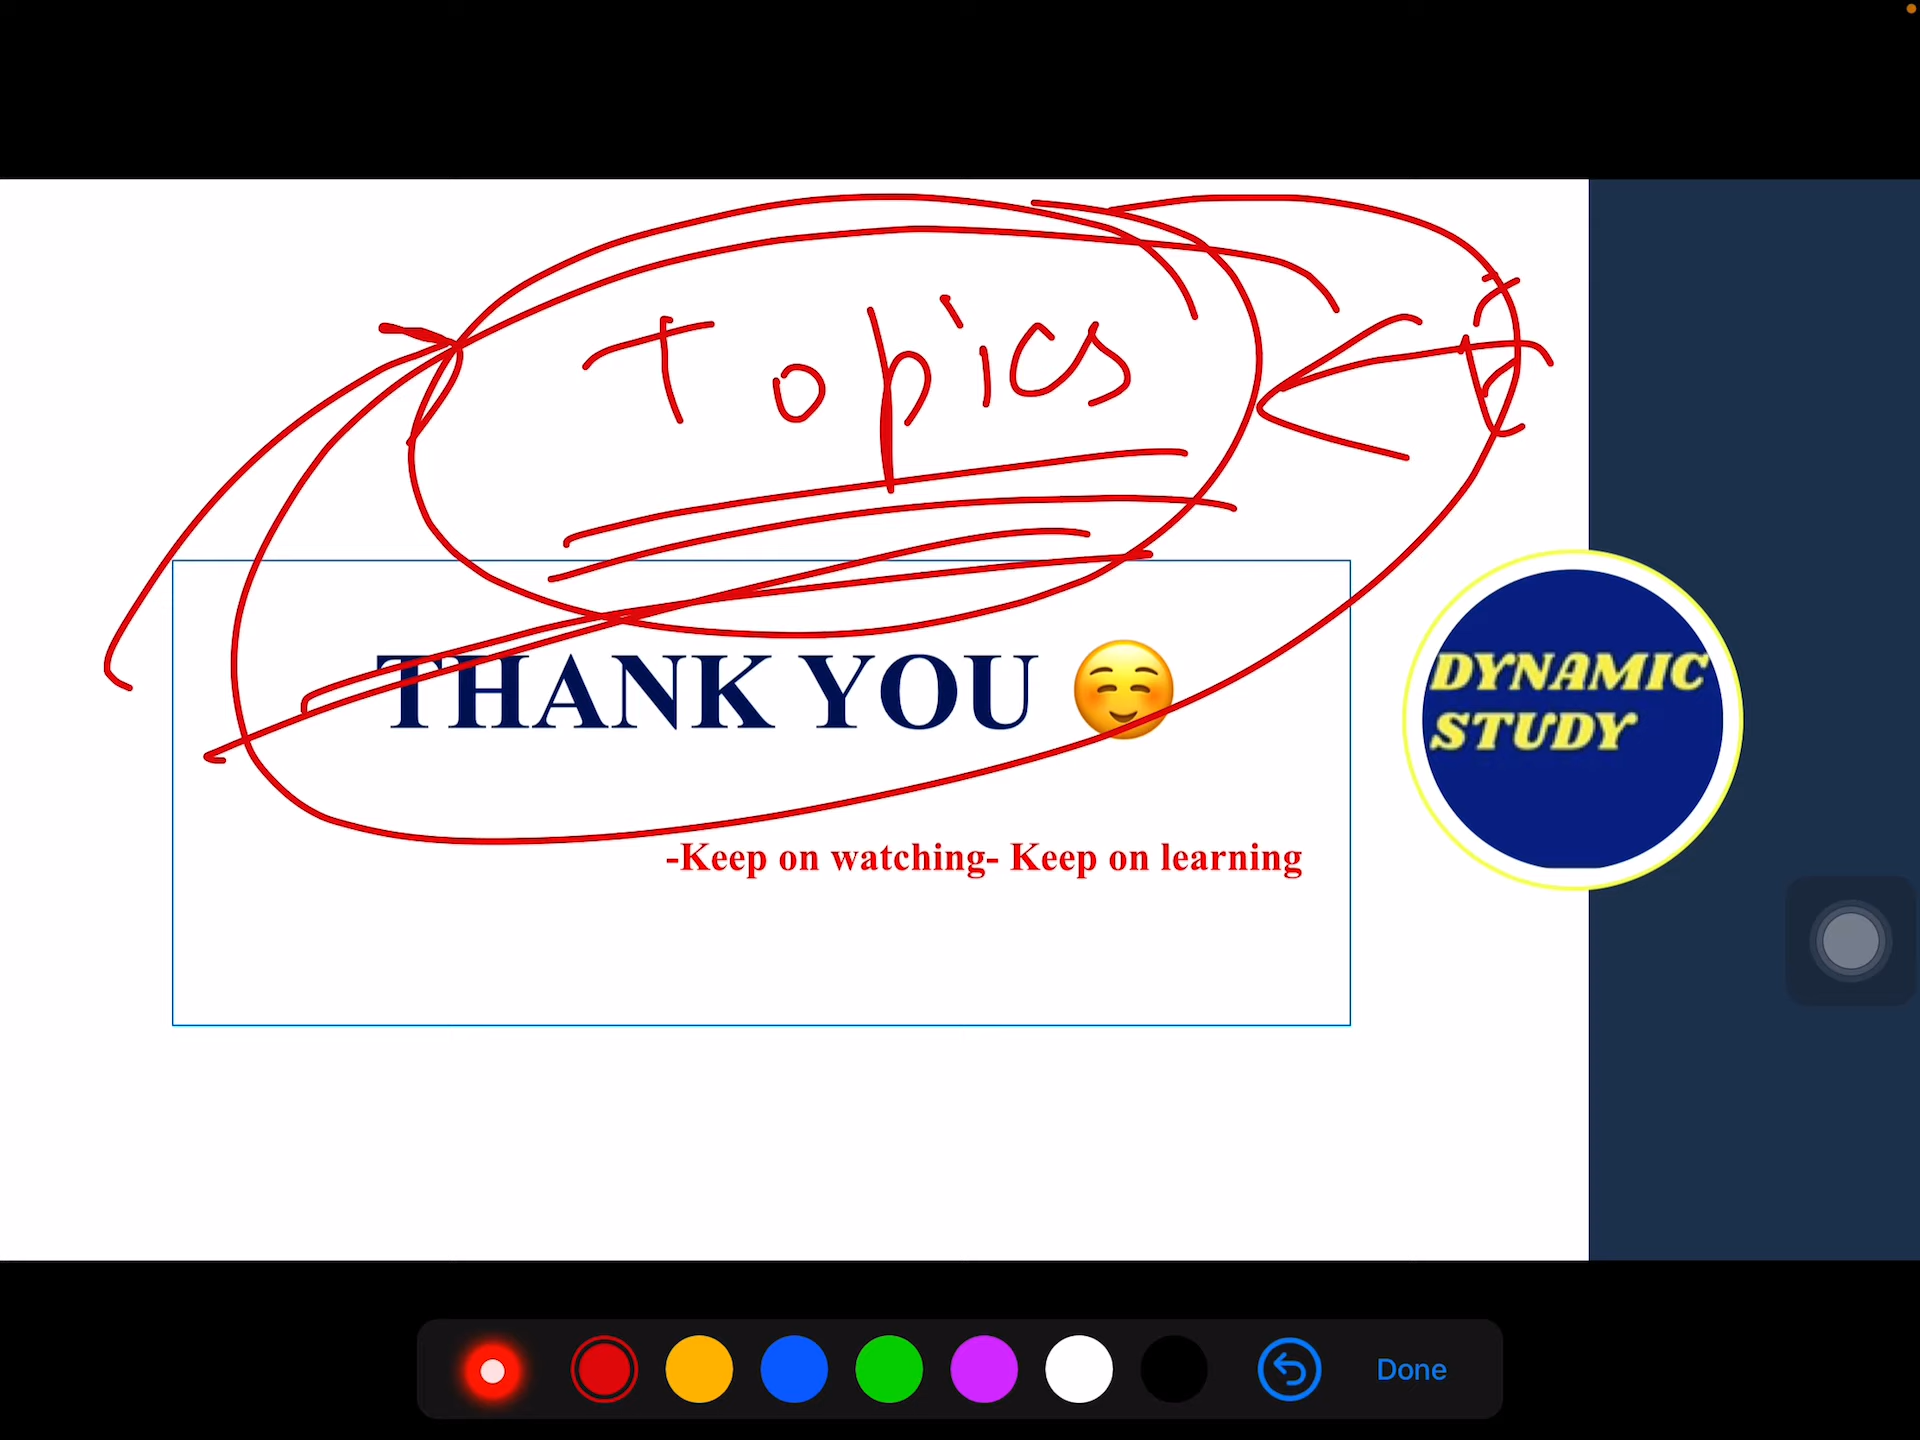 Topics
THANK YOU ☺️
-Keep on watching- Keep on learning
DYNAMIC
STUDY
Done